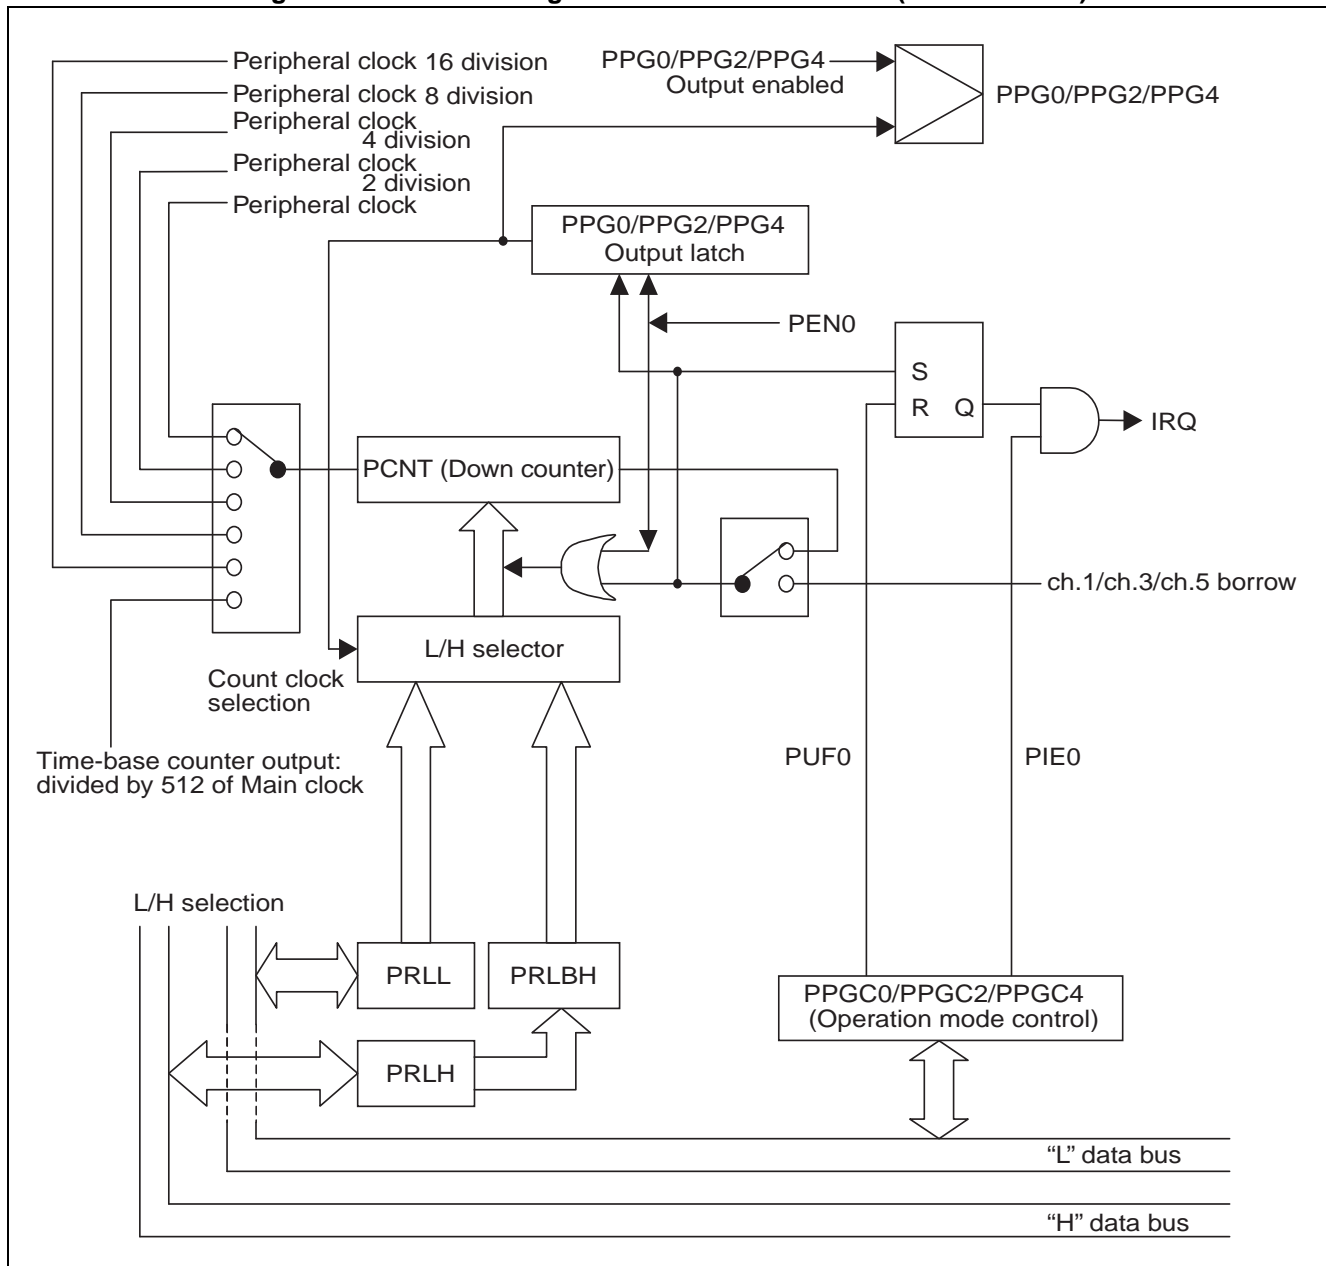 Peripheral clock 16 division
Peripheral clock 8 division
Peripheral clock
4 division
Peripheral clock
2 division
Peripheral clock
PPG0/PPG2/PPG4
Output enabled
PPG0/PPG2/PPG4
PPG0/PPG2/PPG4
Output latch
PEN0
S
R Q
IRQ
PCNT (Down counter)
ch.1/ch.3/ch.5 borrow
L/H selector
Count clock
selection
Time-base counter output:
divided by 512 of Main clock
PUF0
PIE0
L/H selection
PRLL
PRLBH
PRLH
PPGC0/PPGC2/PPGC4
(Operation mode control)
“L” data bus
“H” data bus